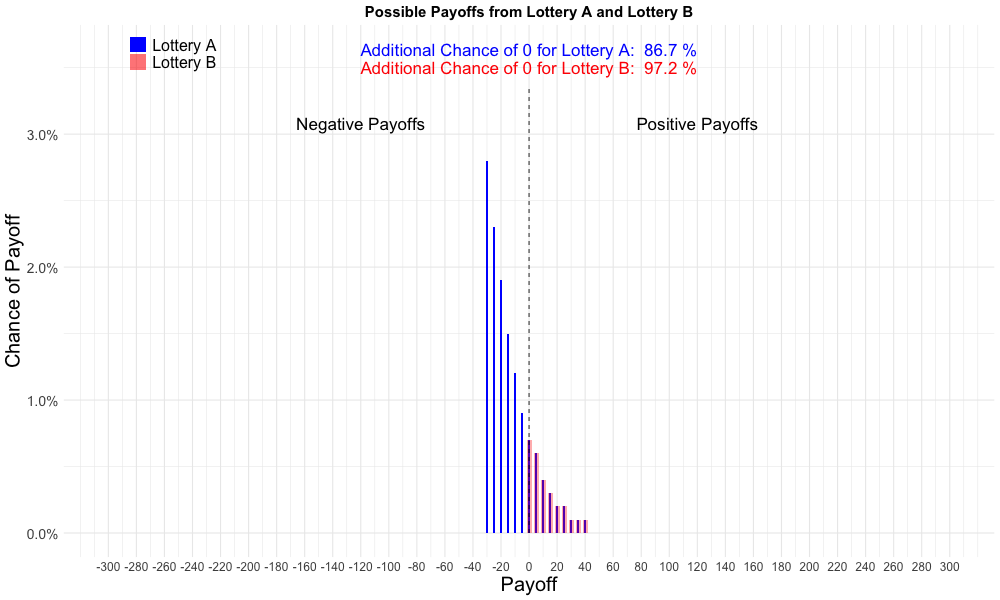 Possible Payoffs from Lottery A and Lottery B
Lottery A
Lottery B
Additional Chance of 0 for Lottery A: 86.7 %
Additional Chance of 0 for Lottery B: 97.2 %
Negative Payoffs
Positive Payoffs
Chance of Payoff
3.0%
2.0%
1.0%
0.0%
-300 -280 -260 -240 -220 -200 -180 -160 -140 -120 -100 -80 -60 -40 -20 0 20 40 60 80 100 120 140 160 180 200 220 240 260 280 300
Payoff